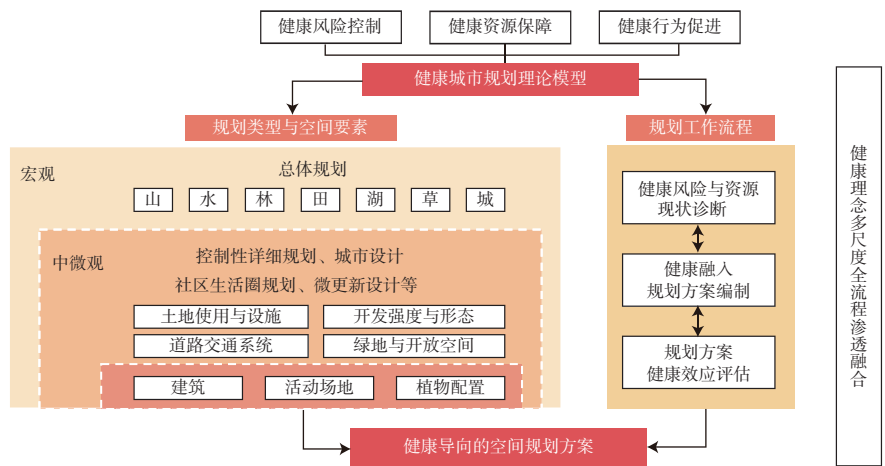 健康风险控制
健康资源保障
健康行为促进
健康城市规划理论模型
规划类型与空间要素
规划工作流程
宏观
总体规划
山
水
林
田
湖
草
城
中微观
控制性详细规划、城市设计
社区生活圈规划、微更新设计等
土地使用与设施
开发强度与形态
道路交通系统
绿地与开放空间
建筑
活动场地
植物配置
健康风险与资源
现状诊断
健康融入
规划方案编制
规划方案
健康效应评估
健康导向的空间规划方案
健康理念多尺度全流程渗透融合